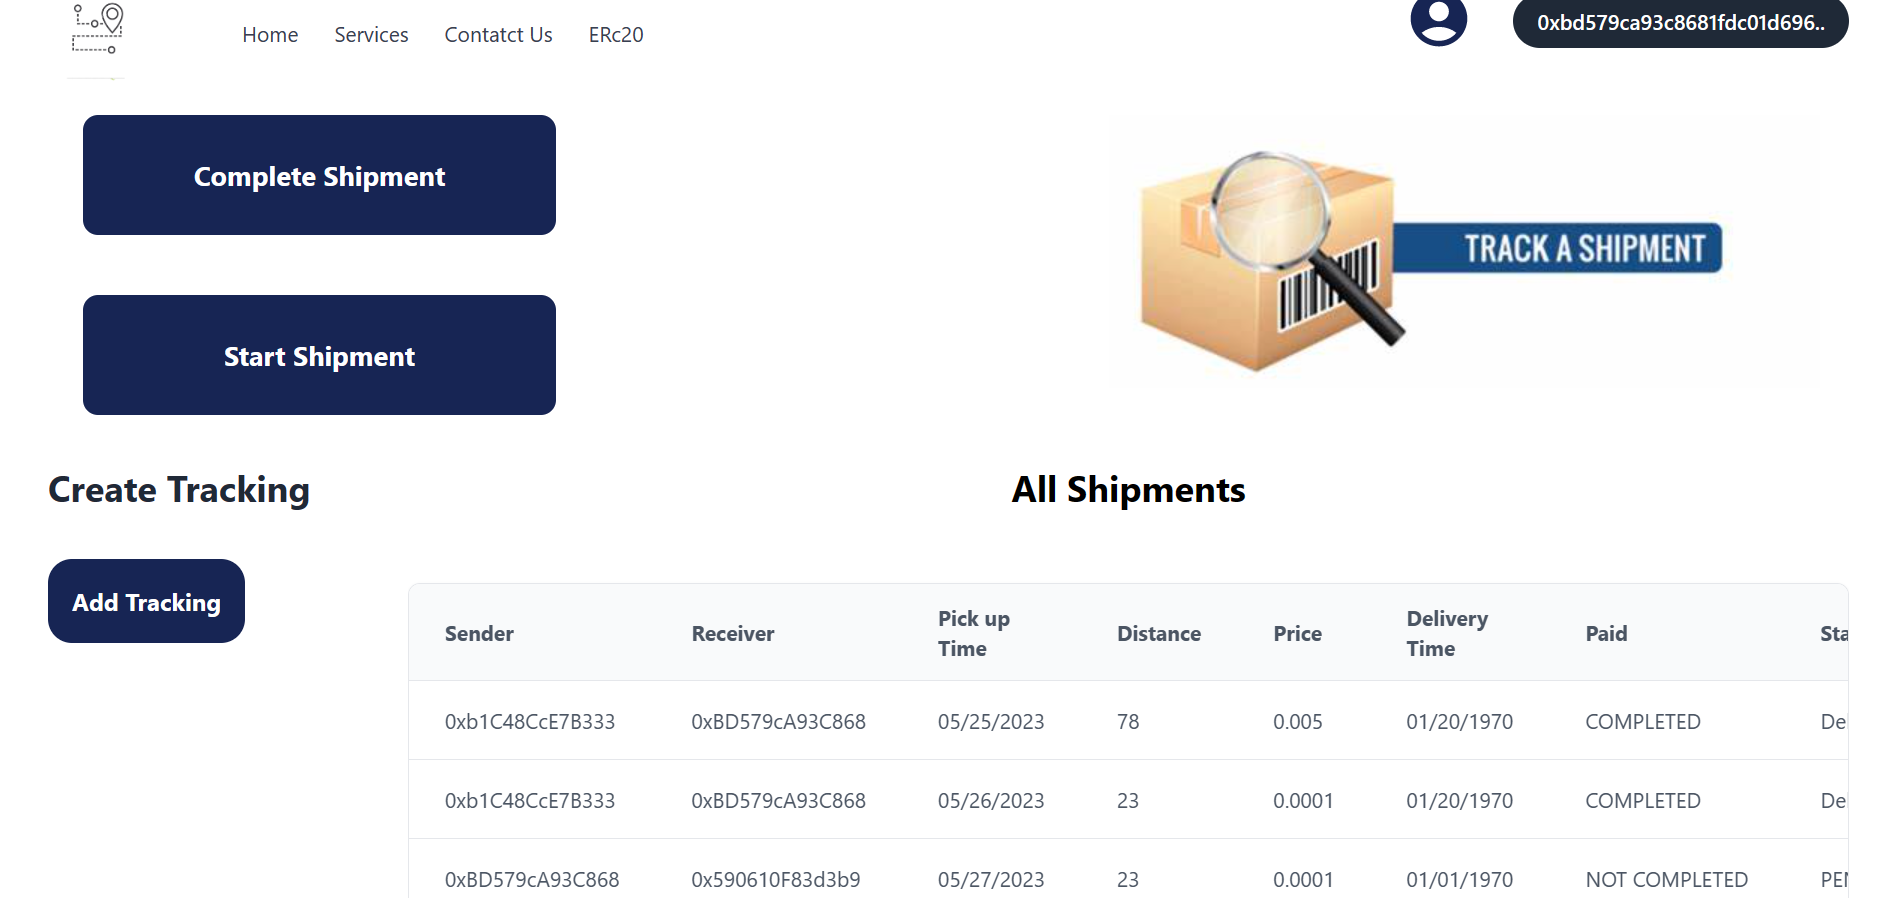 Home Services Contatct Us ERc20
0xbd579ca93c8681fdc01d696..
Complete Shipment
TRACK A SHIPMENT
Start Shipment
Create Tracking
All Shipments
Add Tracking
Sender Receiver Pick up Time Distance Price Delivery Time Paid Sta
0xb1C48CcE7B333 0xBD579cA93C868 05/25/2023 78 0.005 01/20/1970 COMPLETED De
0xb1C48CcE7B333 0xBD579cA93C868 05/26/2023 23 0.0001 01/20/1970 COMPLETED De
0xBD579cA93C868 0x590610F83d3b9 05/27/2023 23 0.0001 01/01/1970 NOT COMPLETED PEN